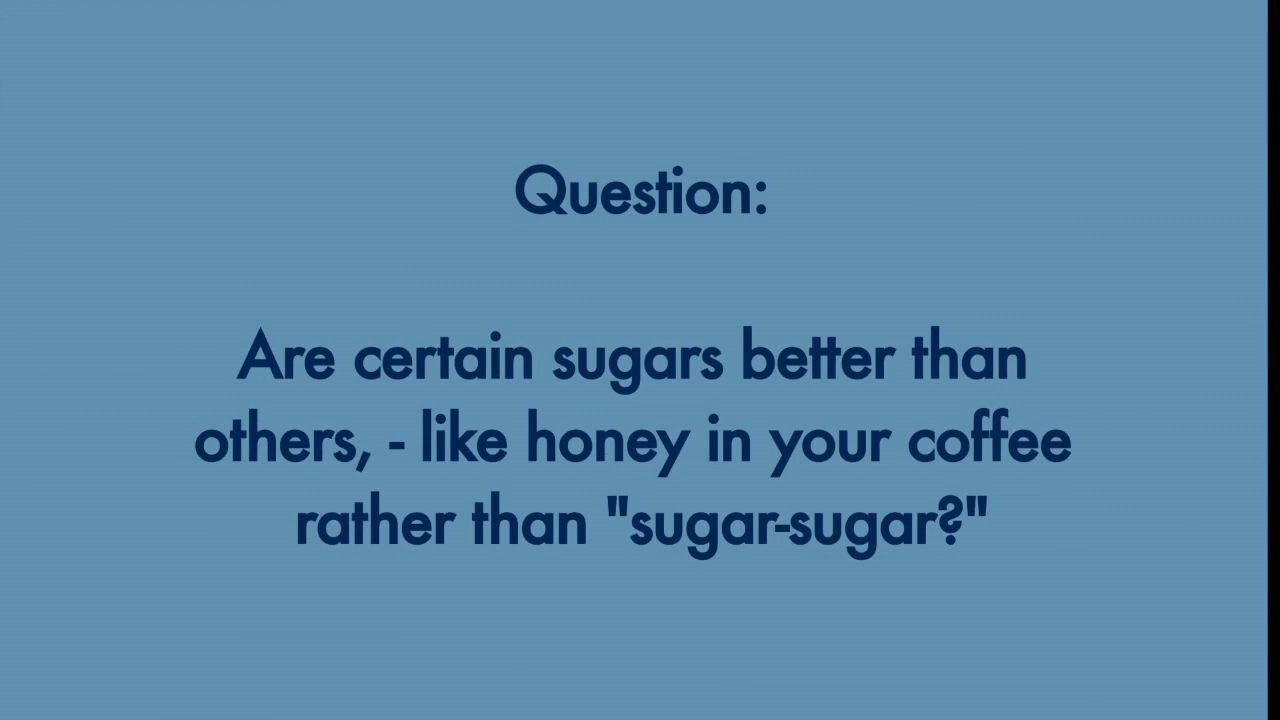 Question:
Are certain sugars better than
others, - like honey in your coffee
rather than "sugar-sugar?"